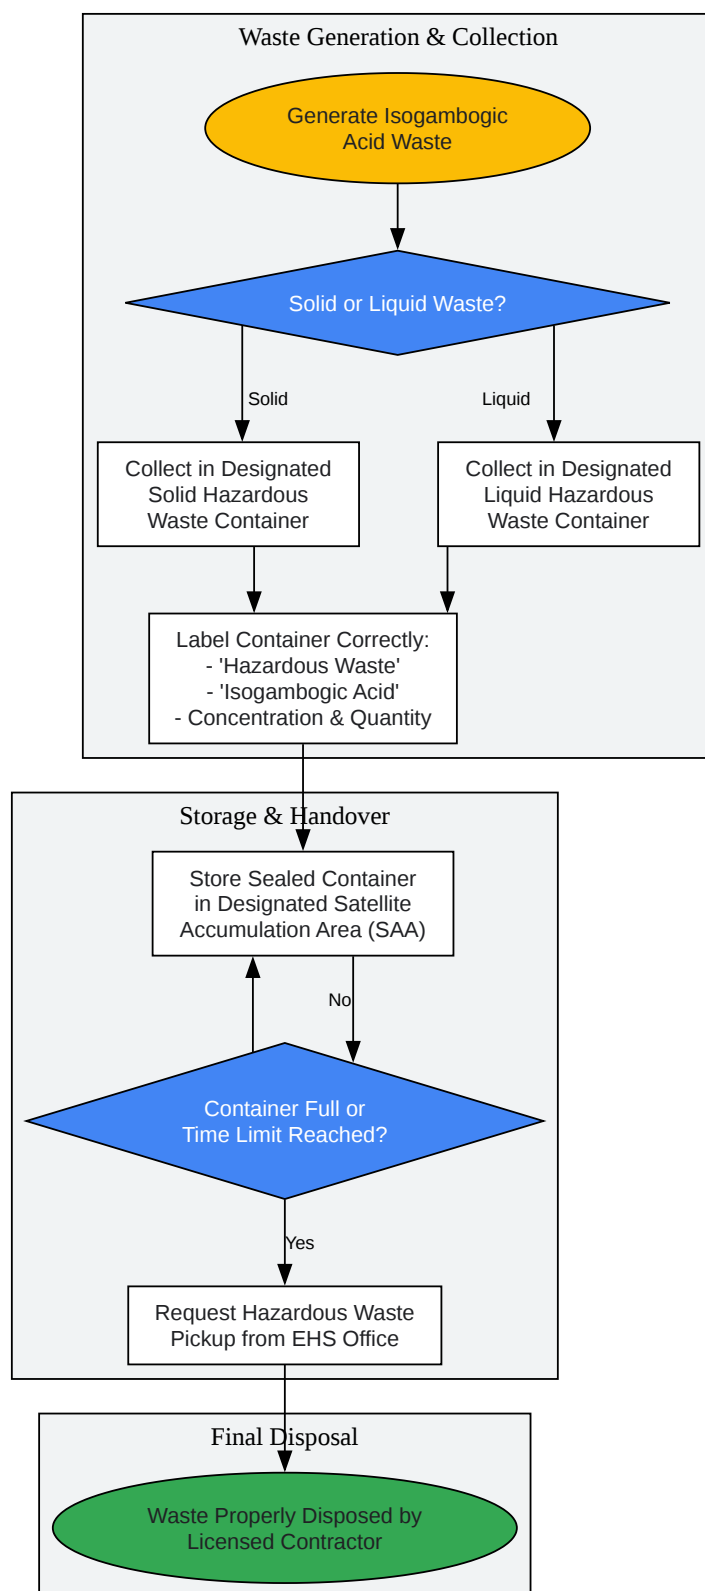 Waste Generation & Collection
Generate Isogambogic
Acid Waste
Solid or Liquid Waste?
Solid
Liquid
Collect in Designated
Solid Hazardous
Waste Container
Collect in Designated
Liquid Hazardous
Waste Container
Label Container Correctly:
- 'Hazardous Waste'
- 'Isogambogic Acid'
- Concentration & Quantity
Storage & Handover
Store Sealed Container
in Designated Satellite
Accumulation Area (SAA)
No
Container Full or
Time Limit Reached?
Yes
Request Hazardous Waste
Pickup from EHS Office
Final Disposal
Waste Properly Disposed by
Licensed Contractor